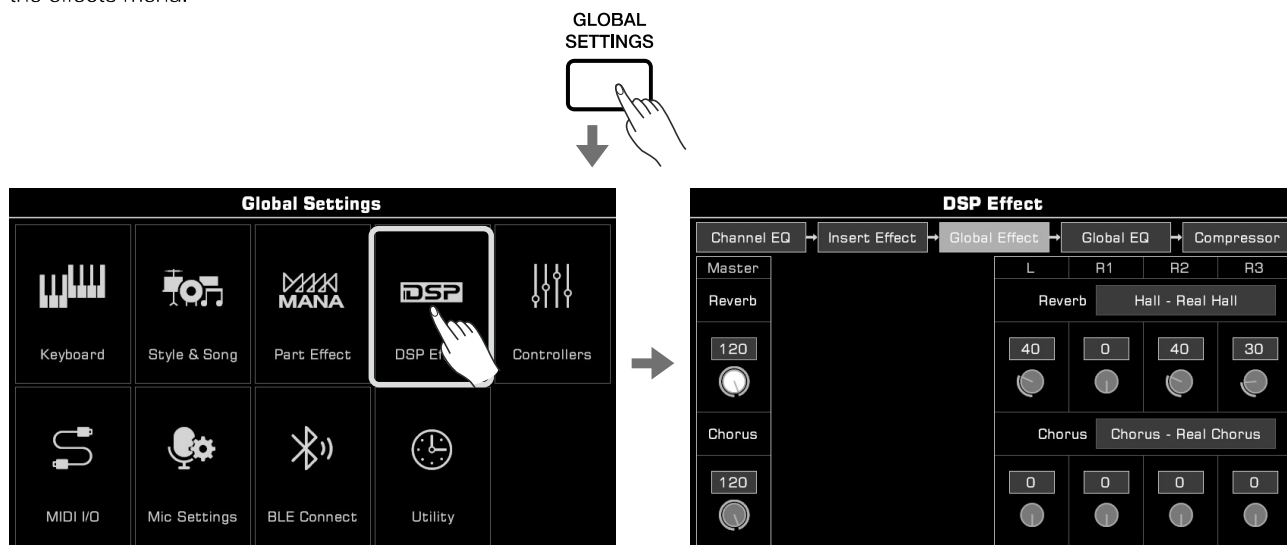 the effects menu.
GLOBAL
SETTINGS
Global Settings
Keyboard
Style & Song
MANA
Part Effect
DSP
DSP Ef
Controllers
MIDI I/O
Mic Settings
BLE Connect
Utility
DSP Effect
Channel EQ
Insert Effect
Global Effect
Global EQ
Compressor
Master
L R1 R2 R3
Reverb
Reverb Hall - Real Hall
120
40 0 40 30
Chorus
Chorus Chorus - Real Chorus
120
0 0 0 0